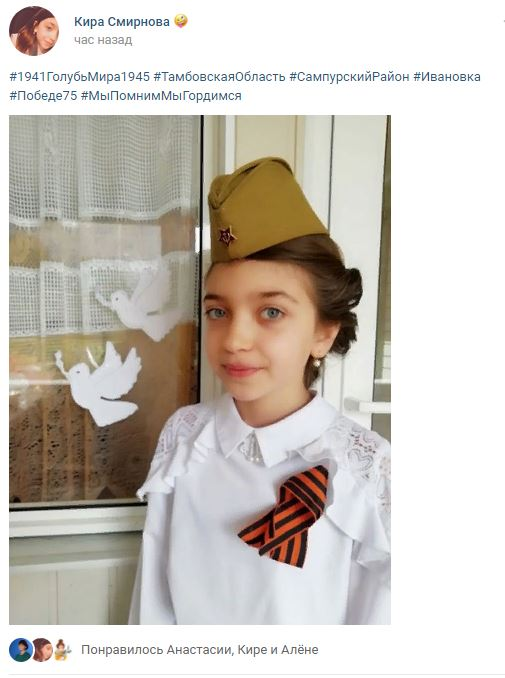 Кира Смирнова
час назад
#1941ГолубьМира1945 #ТамбовскаяОбласть #СампурскийРайон #Ивановка
#Победе75 #МыПомнимМыГордимся
Понравилось Анастасии, Кире и Алёне